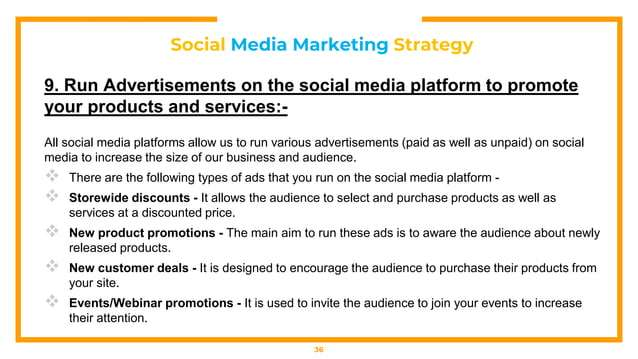 Social Media Marketing Strategy
9. Run Advertisements on the social media platform to promote
your products and services:-
All social media platforms allow us to run various advertisements (paid as well as unpaid) on social
media to increase the size of our business and audience.
There are the following types of ads that you run on the social media platform -
Storewide discounts - It allows the audience to select and purchase products as well as
services at a discounted price.
New product promotions - The main aim to run these ads is to aware the audience about newly
released products.
New customer deals - It is designed to encourage the audience to purchase their products from
your site.
Events/Webinar promotions - It is used to invite the audience to join your events to increase
their attention.
36